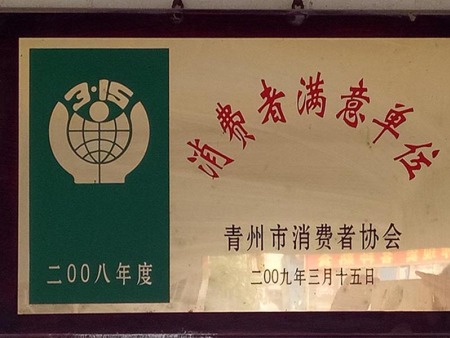 3·15
二00八年度
消费者满意单位
青州市消费者协会
二00九年三月十五日